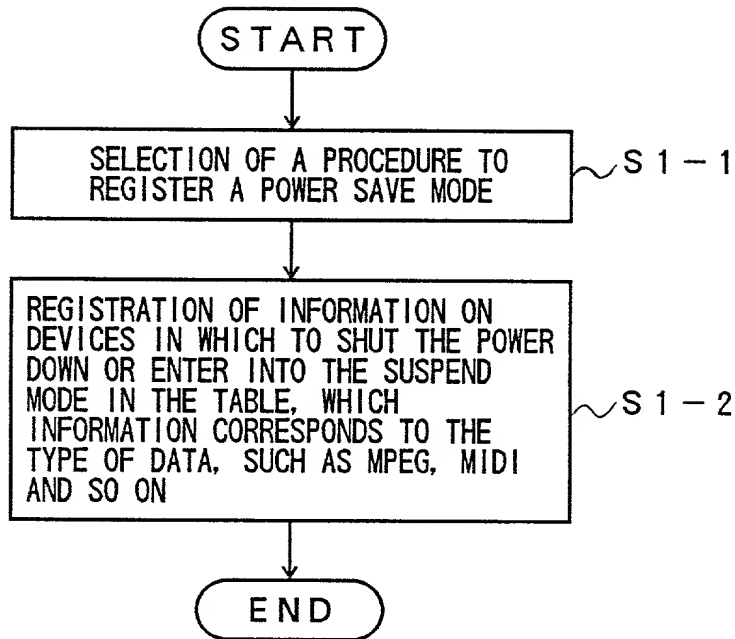 START
SELECTION OF A PROCEDURE TO
REGISTER A POWER SAVE MODE
S1-1
REGISTRATION OF INFORMATION ON
DEVICES IN WHICH TO SHUT THE POWER
DOWN OR ENTER INTO THE SUSPEND
MODE IN THE TABLE, WHICH
INFORMATION CORRESPONDS TO THE
TYPE OF DATA, SUCH AS MPEG, MIDI
AND SO ON
S1-2
END